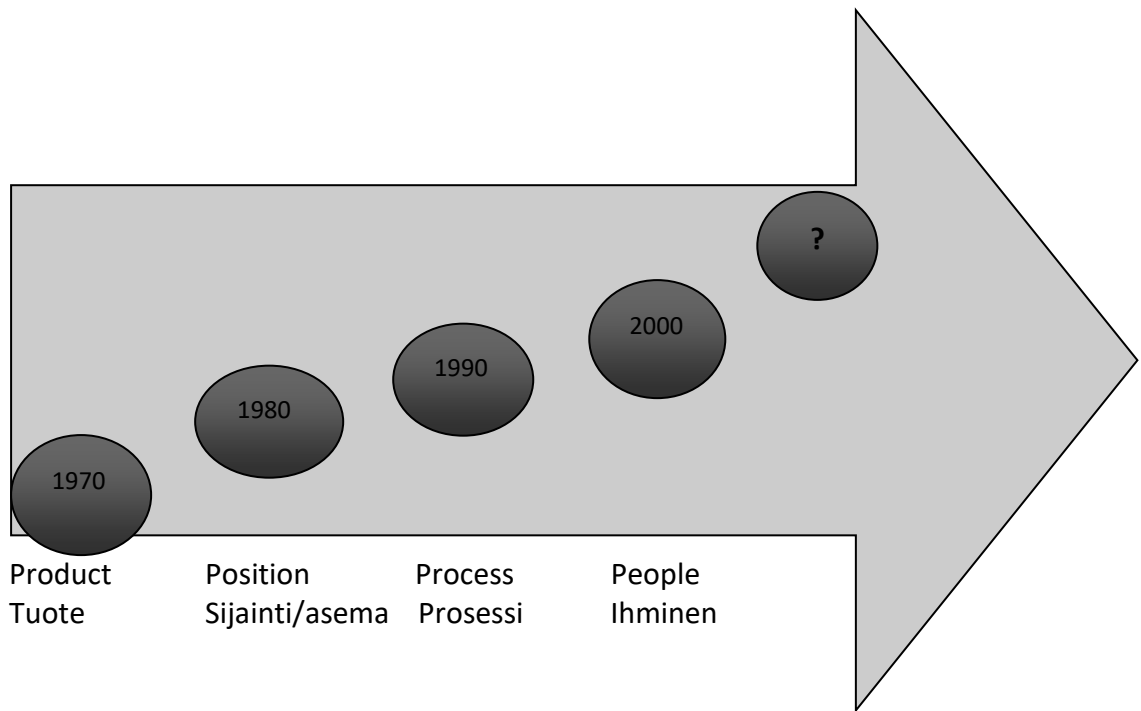 ?
2000
1990
1980
1970
Product Position Process People
Tuote Sijainti/asema Prosessi Ihminen